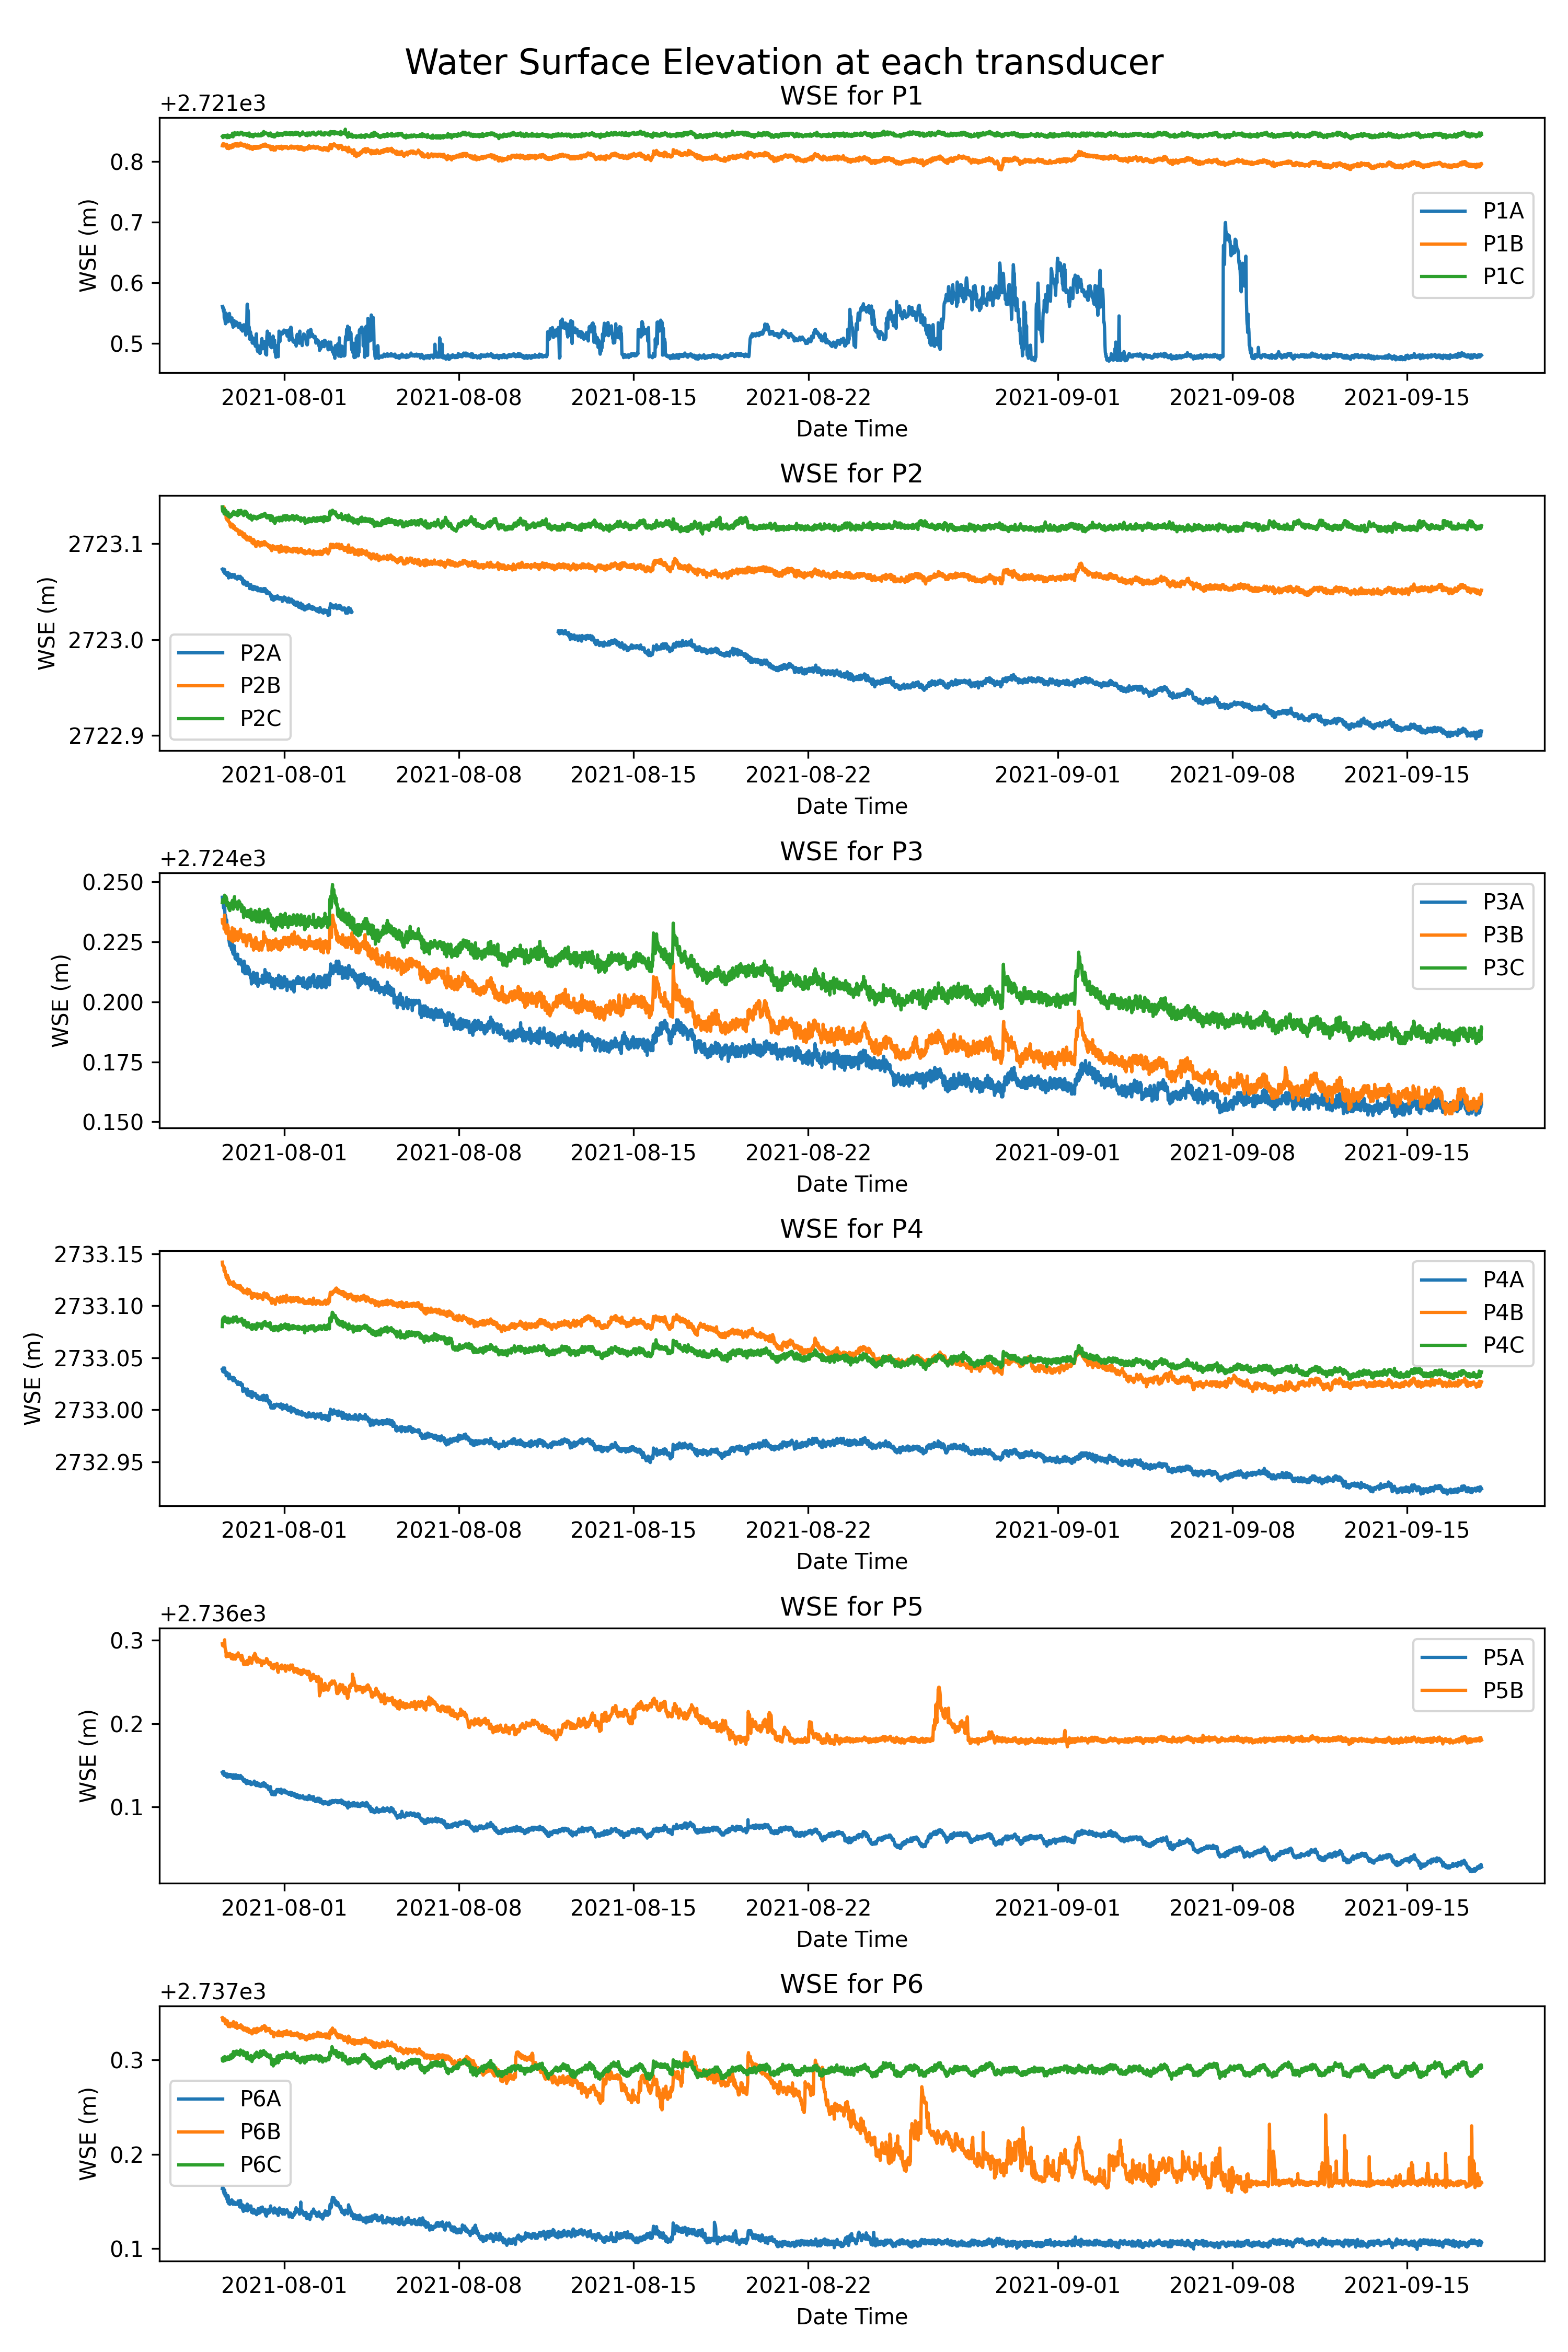 Water Surface Elevation at each transducer
WSE for P1
+2.721e3
0.8
0.7
0.6
0.5
WSE (m)
P1A
P1B
P1C
2021-08-01 2021-08-08 2021-08-15 2021-08-22 2021-09-01 2021-09-08 2021-09-15
Date Time
WSE for P2
2723.1
2723.0
2722.9
WSE (m)
P2A
P2B
P2C
2021-08-01 2021-08-08 2021-08-15 2021-08-22 2021-09-01 2021-09-08 2021-09-15
Date Time
WSE for P3
+2.724e3
0.250
0.225
0.200
0.175
0.150
WSE (m)
P3A
P3B
P3C
2021-08-01 2021-08-08 2021-08-15 2021-08-22 2021-09-01 2021-09-08 2021-09-15
Date Time
WSE for P4
2733.15
2733.10
2733.05
2733.00
2732.95
WSE (m)
P4A
P4B
P4C
2021-08-01 2021-08-08 2021-08-15 2021-08-22 2021-09-01 2021-09-08 2021-09-15
Date Time
WSE for P5
+2.736e3
0.3
0.2
0.1
WSE (m)
P5A
P5B
2021-08-01 2021-08-08 2021-08-15 2021-08-22 2021-09-01 2021-09-08 2021-09-15
Date Time
WSE for P6
+2.737e3
0.3
0.2
0.1
WSE (m)
P6A
P6B
P6C
2021-08-01 2021-08-08 2021-08-15 2021-08-22 2021-09-01 2021-09-08 2021-09-15
Date Time